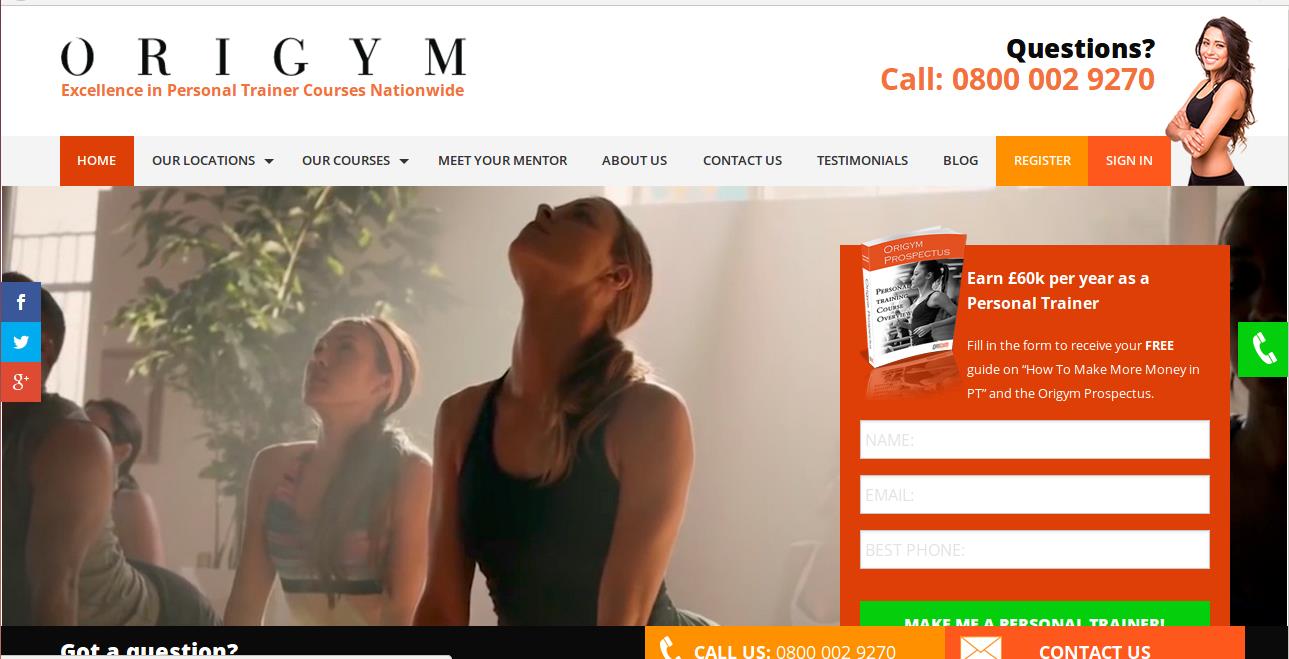 ORIGYM
Excellence in Personal Trainer Courses Nationwide
Questions?
Call: 0800 002 9270
HOME
OUR LOCATIONS
OUR COURSES
MEET YOUR MENTOR
ABOUT US
CONTACT US
TESTIMONIALS
BLOG
REGISTER
SIGN IN
f
g+
ORIGYM
PROSPECTUS
PERSONAL
TRAINING
COURSE
OVERVIEW
Earn £60k per year as a
Personal Trainer
Fill in the form to receive your FREE
guide on “How To Make More Money in
PT” and the Origym Prospectus.
NAME:
EMAIL:
BEST PHONE:
MAKE ME A PERSONAL TRAINER!
Got a question?
CALL US: 0800 002 9270
CONTACT US